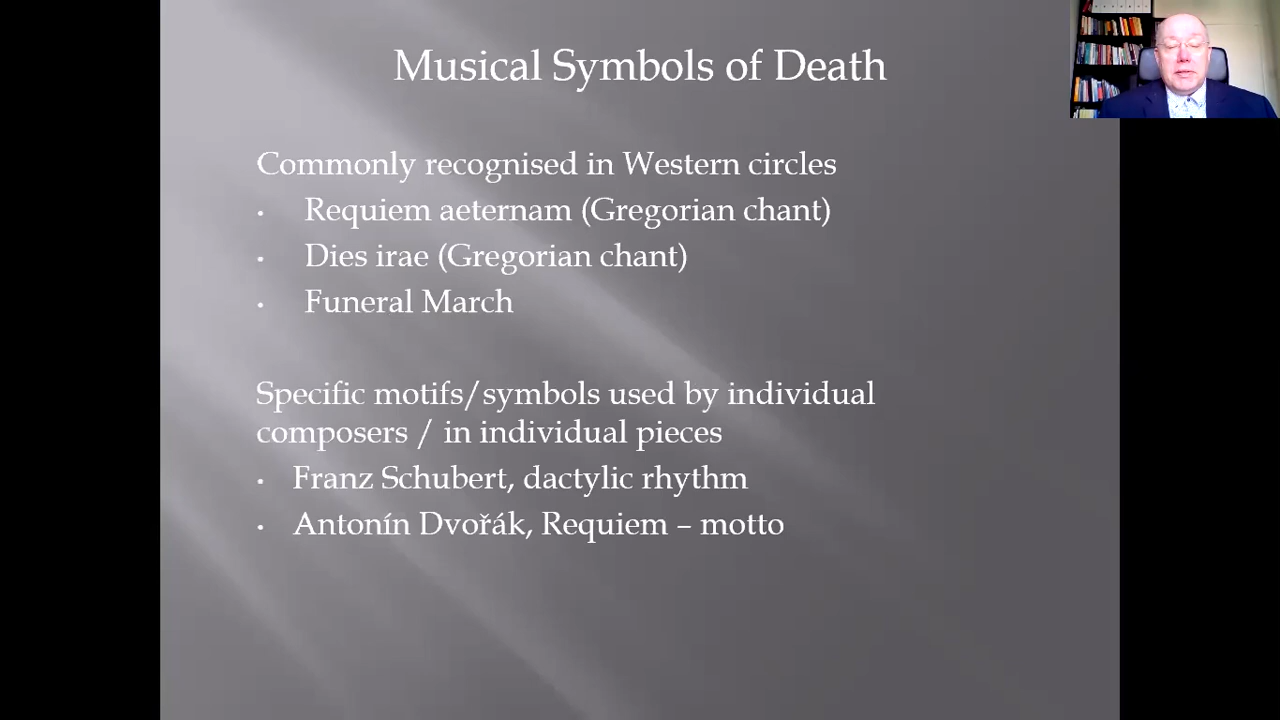 Musical Symbols of Death
Commonly recognised in Western circles
• Requiem aeternam (Gregorian chant)
• Dies irae (Gregorian chant)
• Funeral March
Specific motifs/symbols used by individual
composers / in individual pieces
• Franz Schubert, dactylic rhythm
• Antonín Dvořák, Requiem – motto